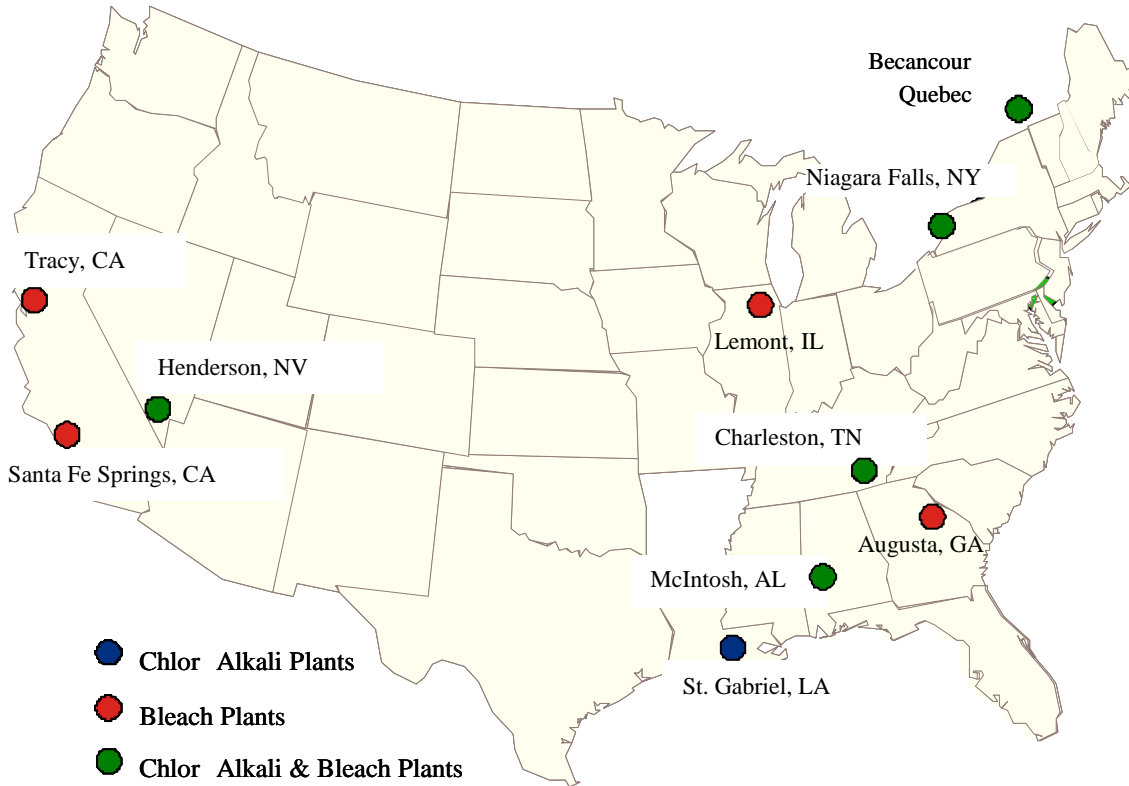 Becancour
Quebec
Niagara Falls, NY
Tracy, CA
Lemont, IL
Henderson, NV
Charleston, TN
Santa Fe Springs, CA
Augusta, GA
McIntosh, AL
St. Gabriel, LA
Chlor Alkali Plants
Bleach Plants
Chlor Alkali & Bleach Plants